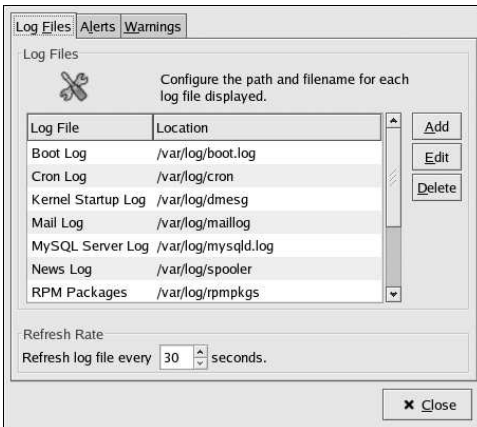 Log Files Alerts Warnings
Log Files
Configure the path and filename for each
log file displayed.
Log File Location
Boot Log /var/log/boot.log
Cron Log /var/log/cron
Kernel Startup Log /var/log/dmesg
Mail Log /var/log/maillog
MySQL Server Log /var/log/mysqld.log
News Log /var/log/spooler
RPM Packages /var/log/rpmpkgs
Add
Edit
Delete
Refresh Rate
Refresh log file every 30 seconds.
Close